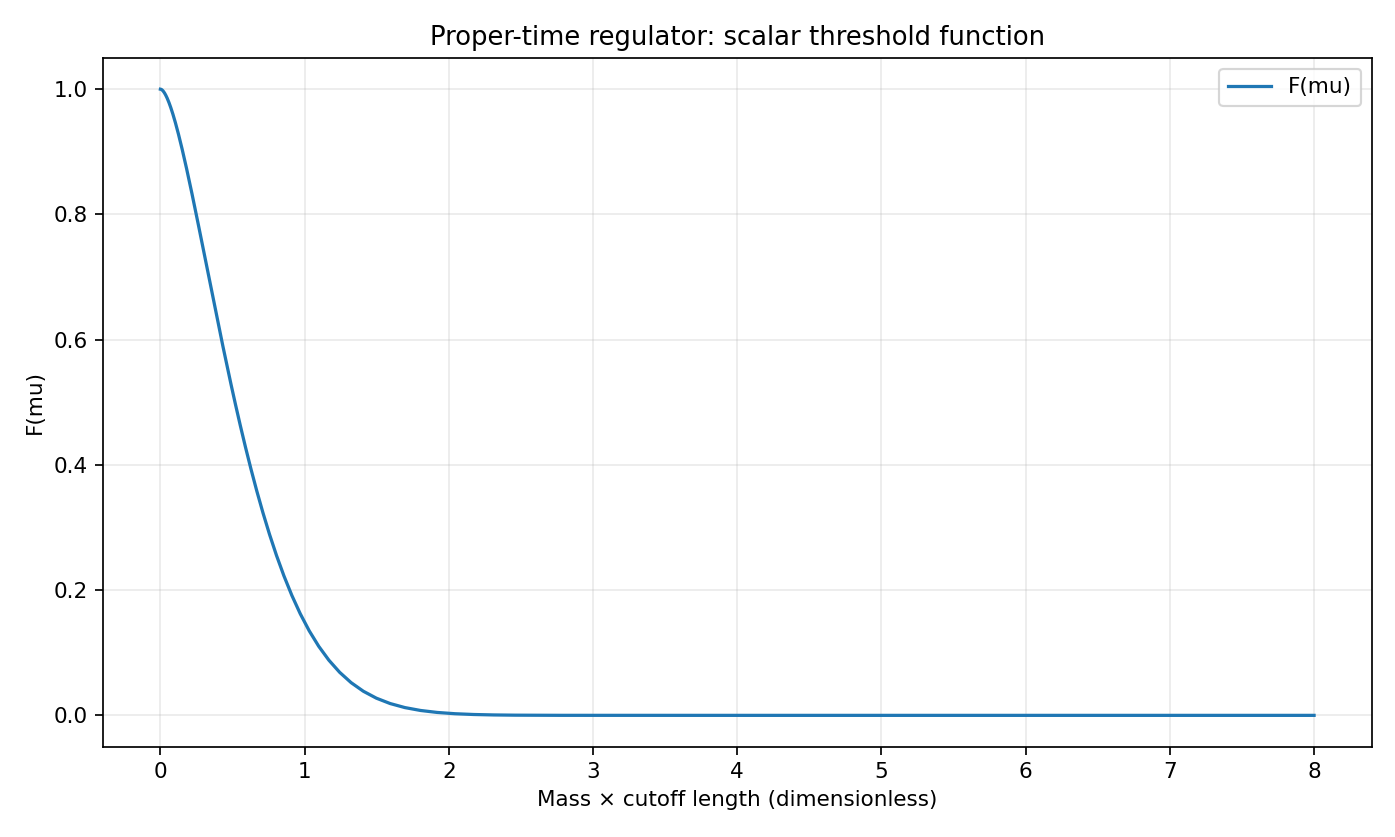 Proper-time regulator: scalar threshold function
F(mu)
1.0
0.8
0.6
0.4
0.2
0.0
F(mu)
0 1 2 3 4 5 6 7 8
Mass × cutoff length (dimensionless)